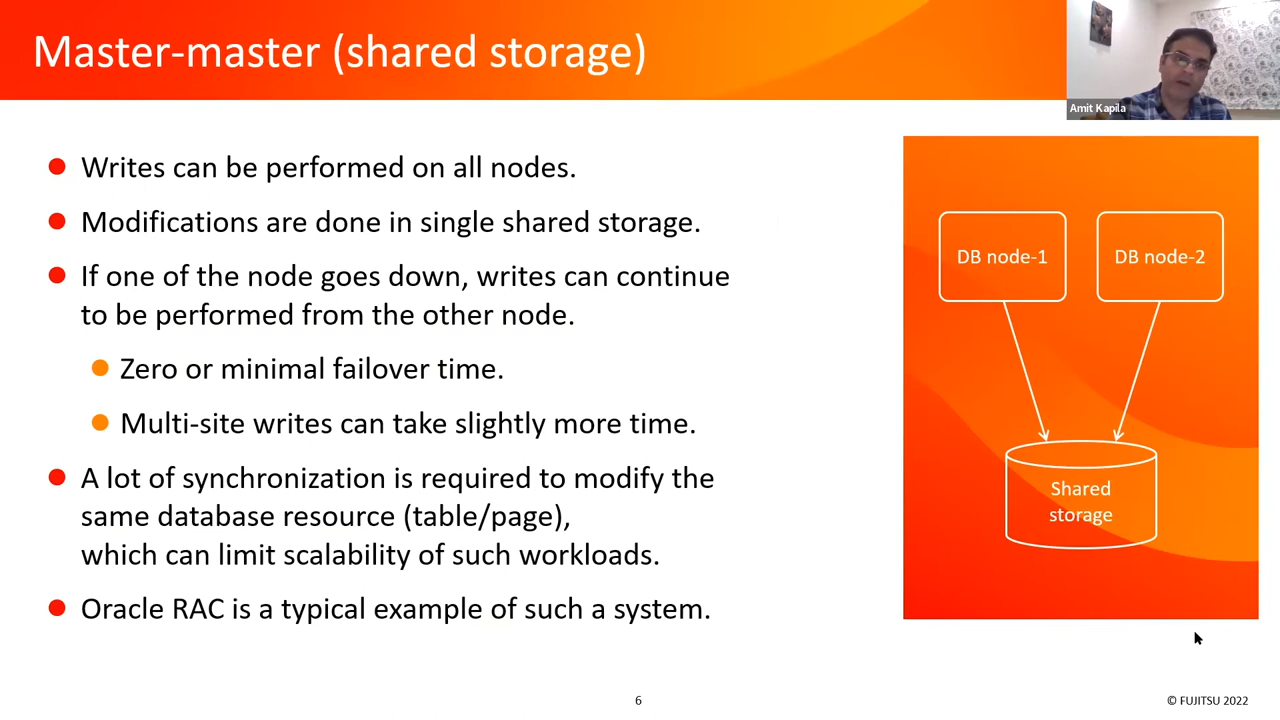 Master-master (shared storage)
Amit Kapila
Writes can be performed on all nodes.
Modifications are done in single shared storage.
If one of the node goes down, writes can continue
to be performed from the other node.
Zero or minimal failover time.
Multi-site writes can take slightly more time.
A lot of synchronization is required to modify the
same database resource (table/page),
which can limit scalability of such workloads.
Oracle RAC is a typical example of such a system.
DB node-1
DB node-2
Shared
storage
6
© FUJITSU 2022